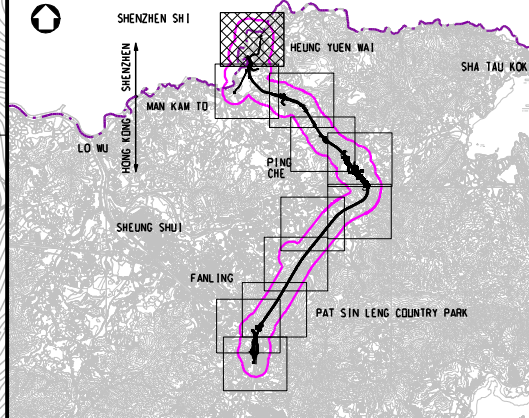 SHENZHEN SHI
HEUNG YUEN WAI
SHENZHEN
SHA TAU KOK
MAN KAM TO
HONG KONG
LO WU
PING
CHE
SHEUNG SHUI
FANLING
PAT SIN LENG COUNTRY PARK